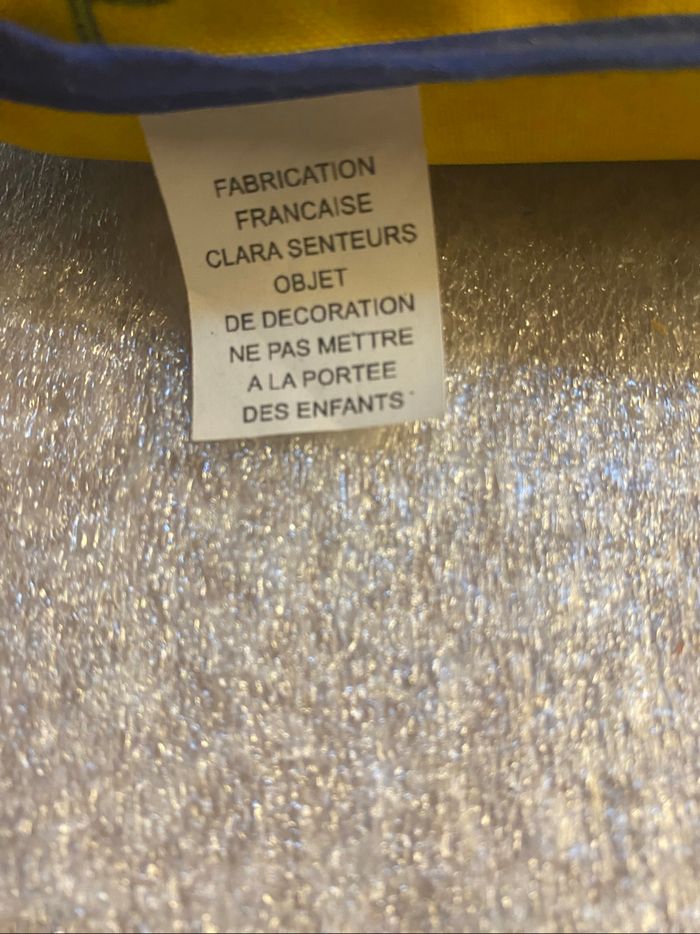 FABRICATION
FRANCAISE
CLARA SENTEURS
OBJET
DE DECORATION
NE PAS METTRE
A LA PORTEE
DES ENFANTS